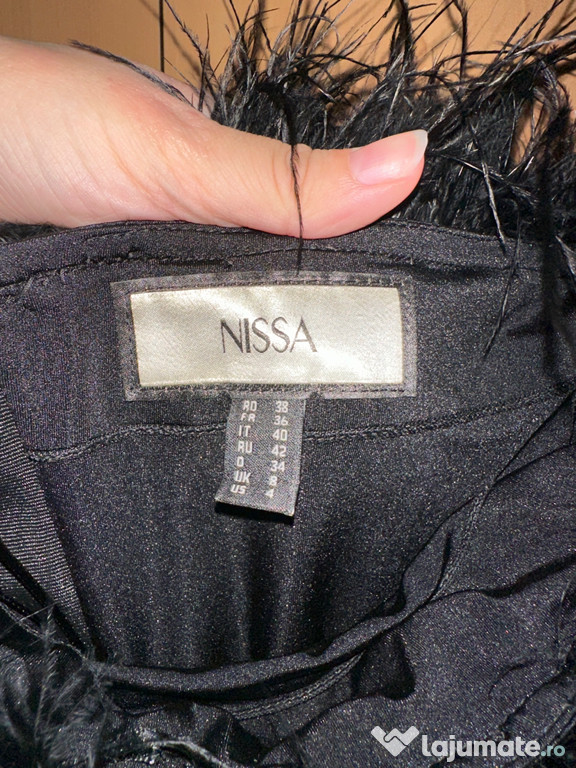 NISSA
RO 38
FR 36
IT 40
RU 42
D 34
UK 8
US 4
lajumate.ro